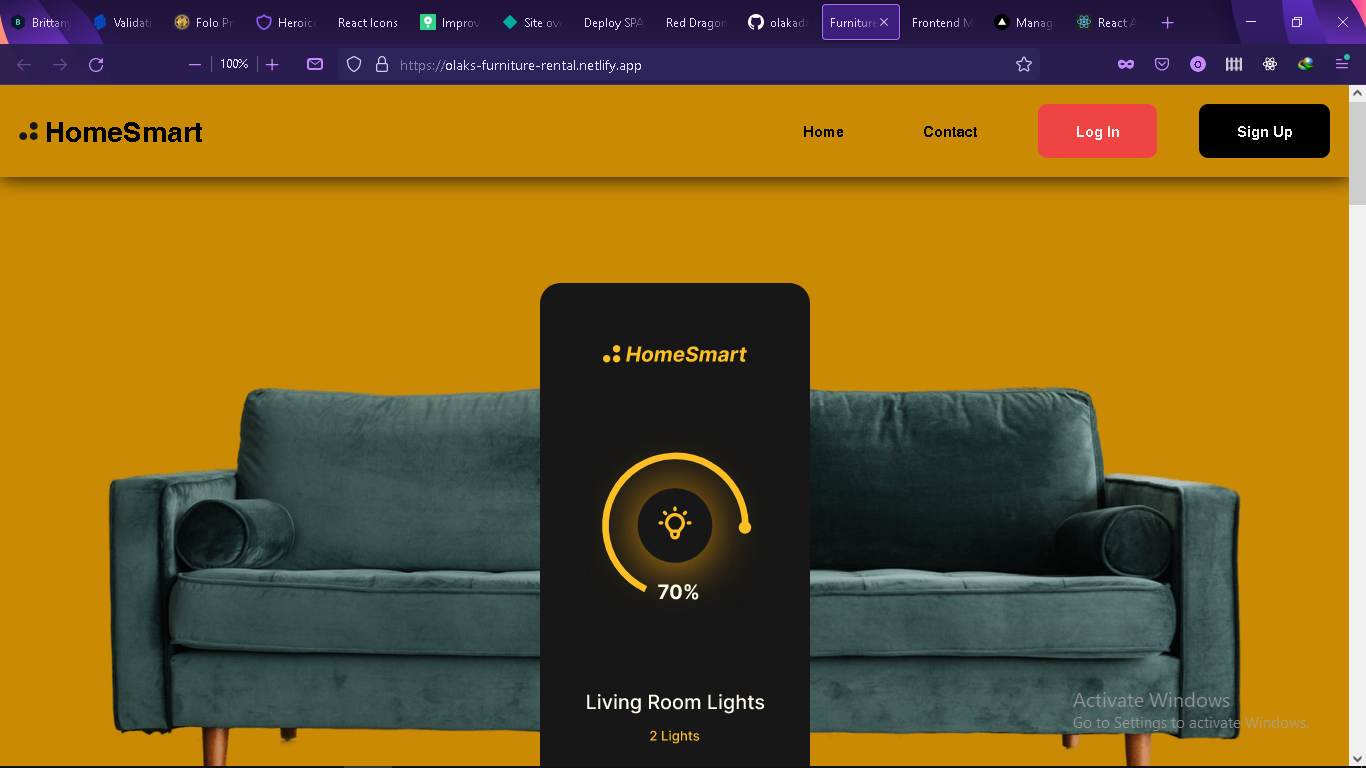 Brittany
Validati
Folo Pr
Heroic
React Icons
Improv
Site ov
Deploy SPA
Red Dragon
olakad
Furniture
Frontend M
Manag
React A
100%
https://olaks-furniture-rental.netlify.app
HomeSmart
Home
Contact
Log In
Sign Up
HomeSmart
70%
Living Room Lights
2 Lights
Activate Windows
Go to Settings to activate Windows.